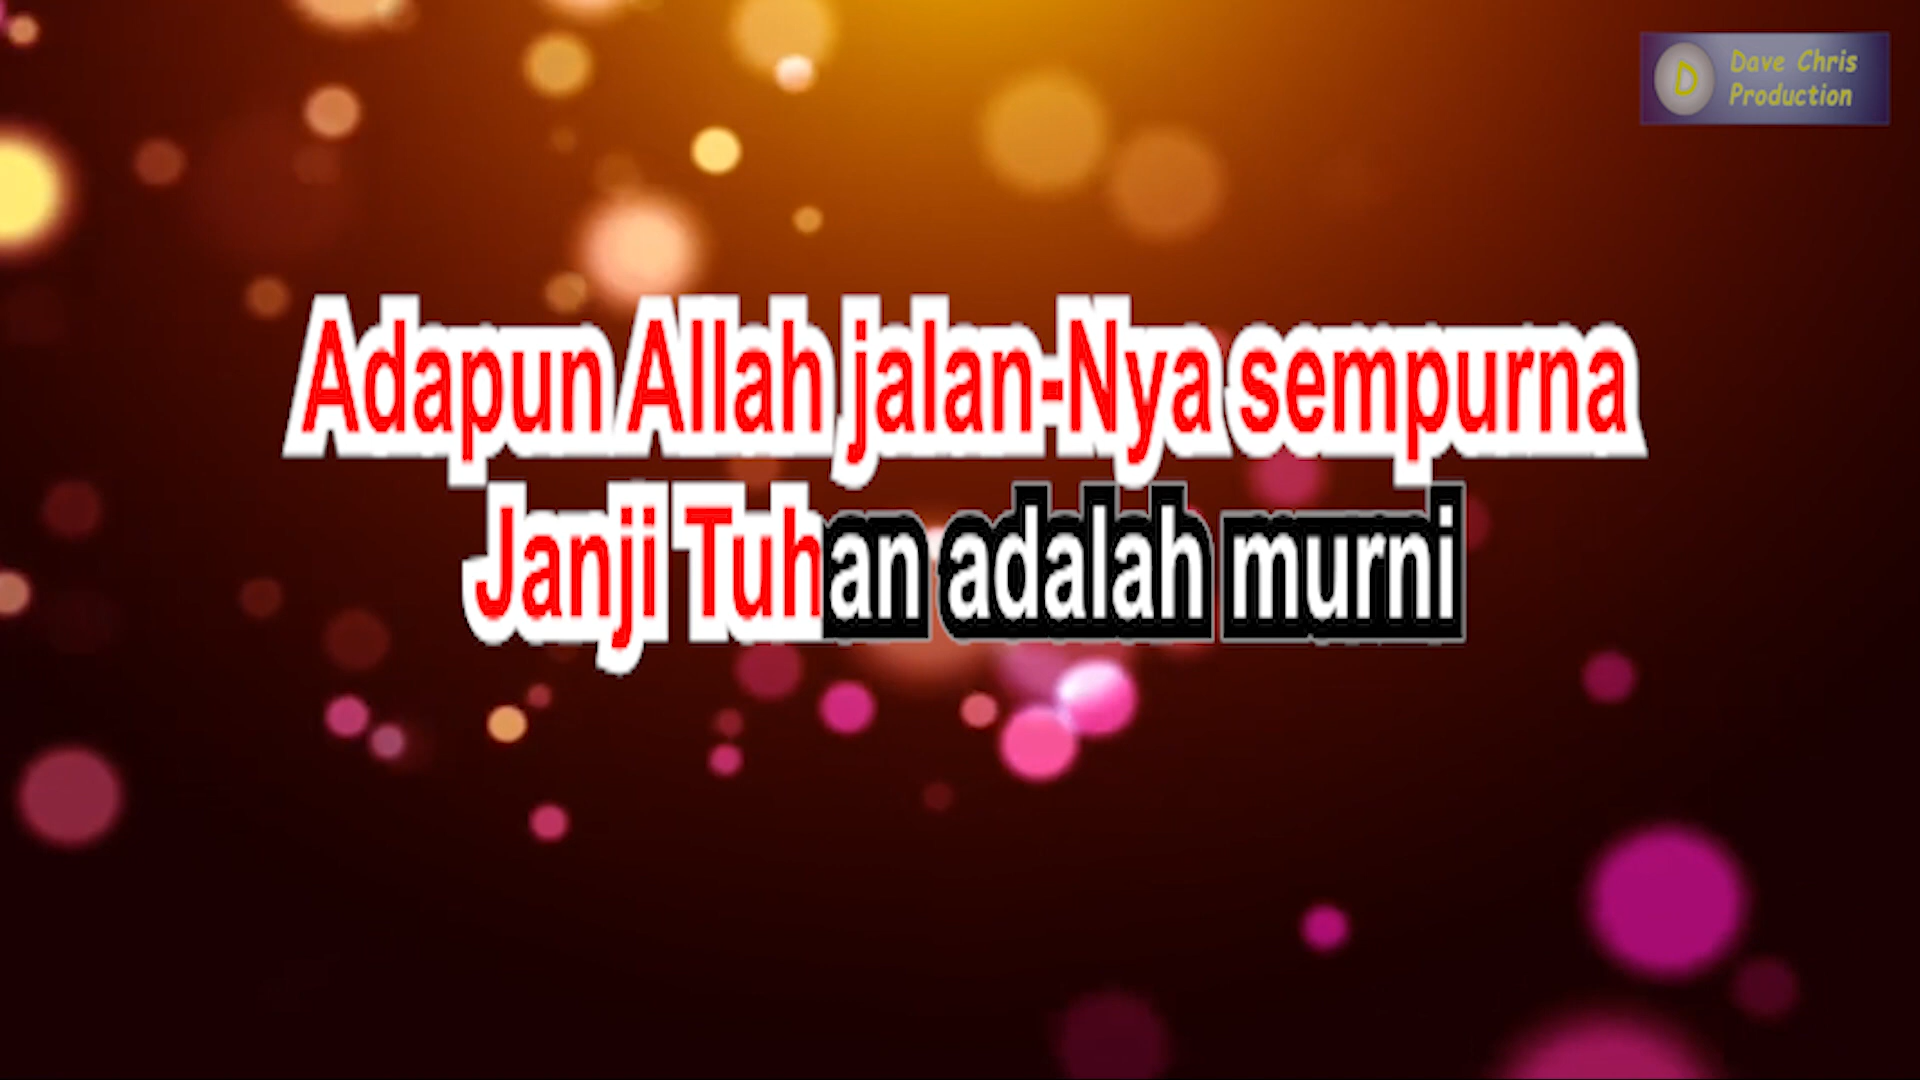 Dave Chris
Production
D
Adapun Allah jalan-Nya sempurna
Janji Tuhan adalah murni